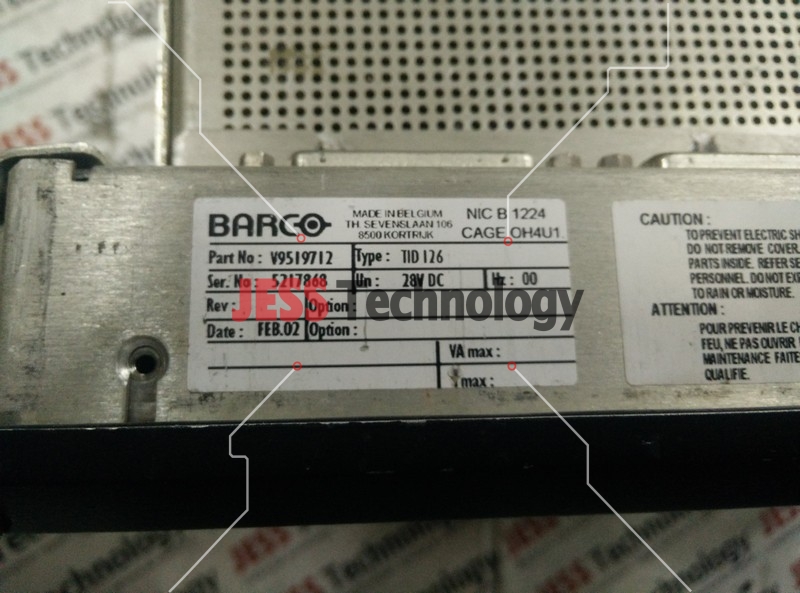 BARCO
MADE IN BELGIUM
TH. SEVENSLAAN 106
8500 KORTRIJK
NIC B 1224
CAGE OH4U1
Part No : V9519712
Type : TID 126
Ser. No : 5217868
Un : 28V DC
Hz : 00
Rev :
Option :
Date : FEB.02
Option :
VA max :
max :
JESS Technology
CAUTION :
TO PREVENT ELECTRIC SH
DO NOT REMOVE COVER.
PARTS INSIDE. REFER SE
PERSONNEL. DO NOT EX
TO RAIN OR MOISTURE.
ATTENTION :
POUR PREVENIR LE CH
FEU, NE PAS OUVRIR
MAINTENANCE FAITE
QUALIFIE.